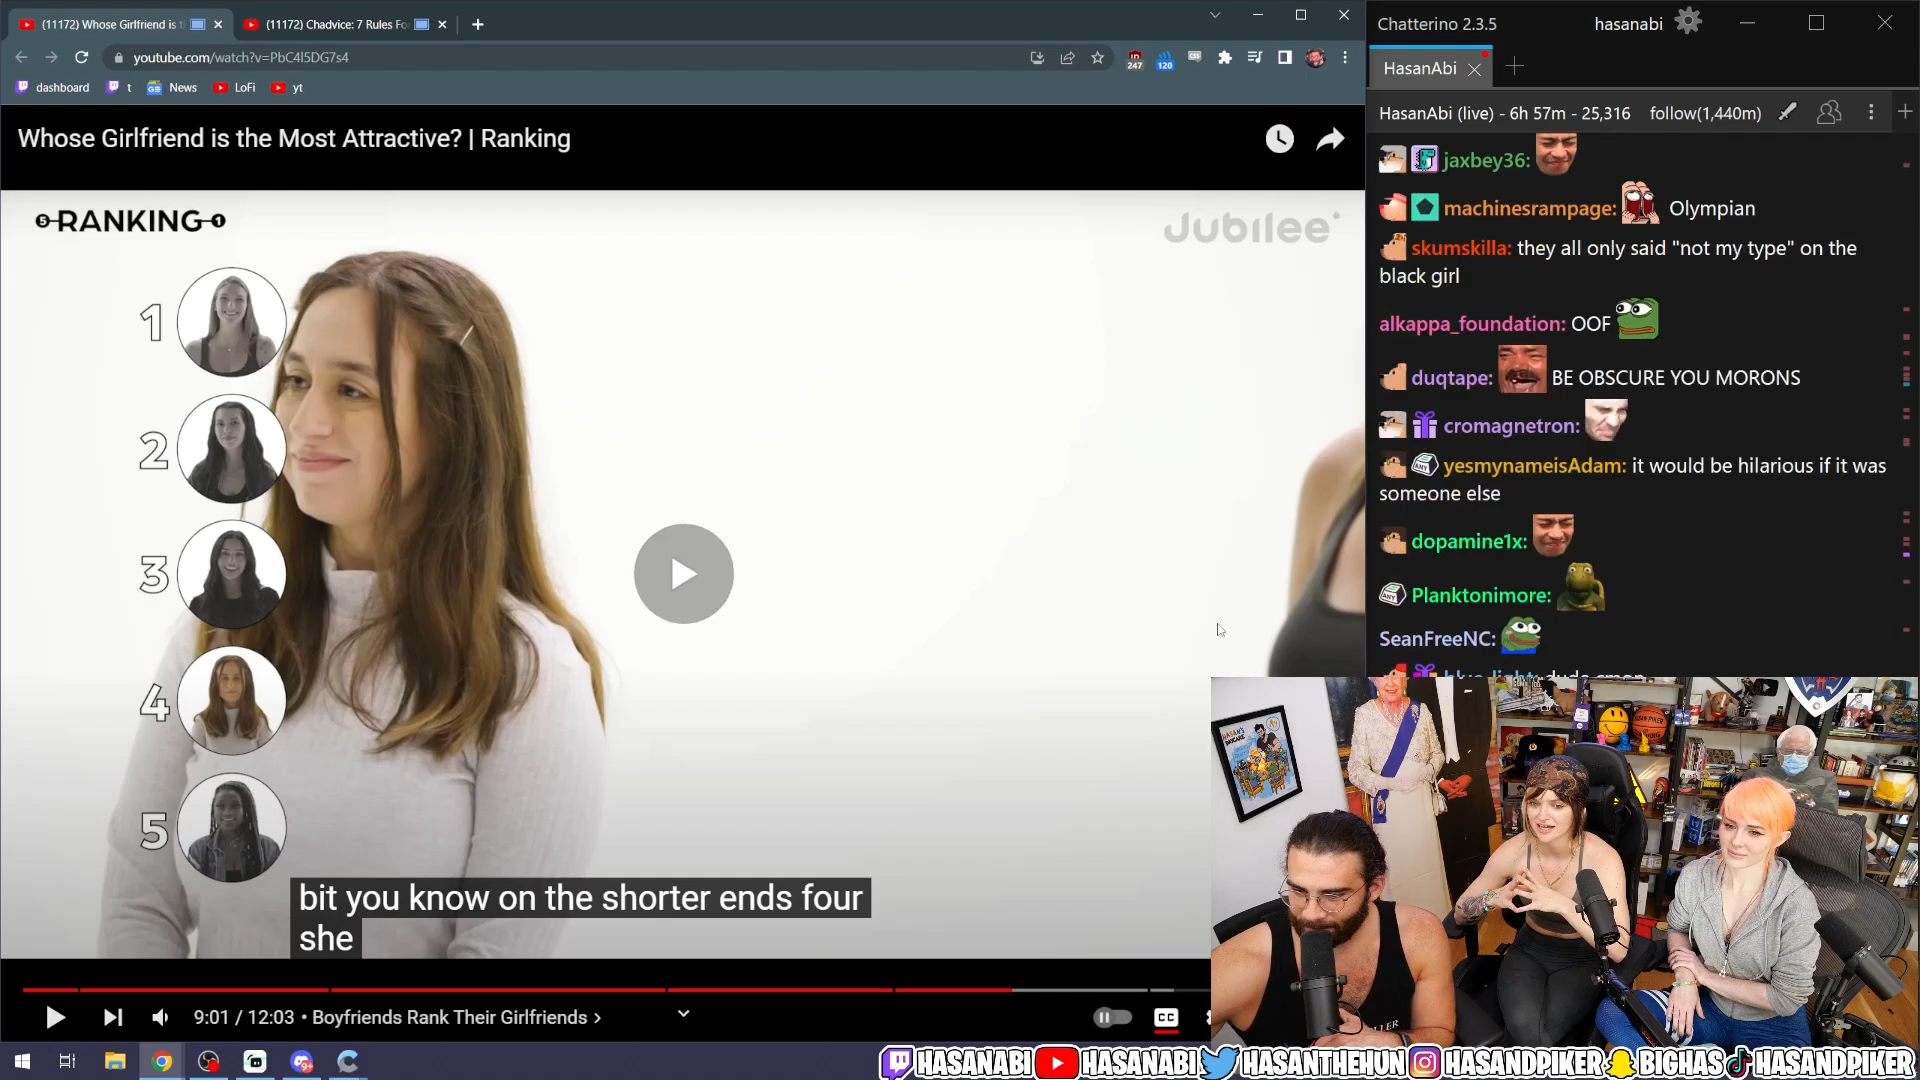 (11172) Whose Girlfriend is t
(11172) Chadvice: 7 Rules Fo
youtube.com/watch?v=PbC4l5DG7s4
247
120
dashboard
t
News
LoFi
yt
Whose Girlfriend is the Most Attractive? | Ranking
5 RANKING 1
Jubilee
1
2
3
4
5
bit you know on the shorter ends four
she
9:01 / 12:03 • Boyfriends Rank Their Girlfriends >
CC
Chatterino 2.3.5
hasanabi
HasanAbi
HasanAbi (live) - 6h 57m - 25,316 follow(1,440m)
jaxbey36:
machinesrampage: Olympian
skumskilla: they all only said "not my type" on the
black girl
alkappa_foundation: OOF
duqtape: BE OBSCURE YOU MORONS
cromagnetron:
yesmynameisAdam: it would be hilarious if it was
someone else
dopamine1x:
Planktonimore:
SeanFreeNC:
HASANABI HASANABI HASANTHEHUN HASANDPIKER BIGHAS HASANDPIKER